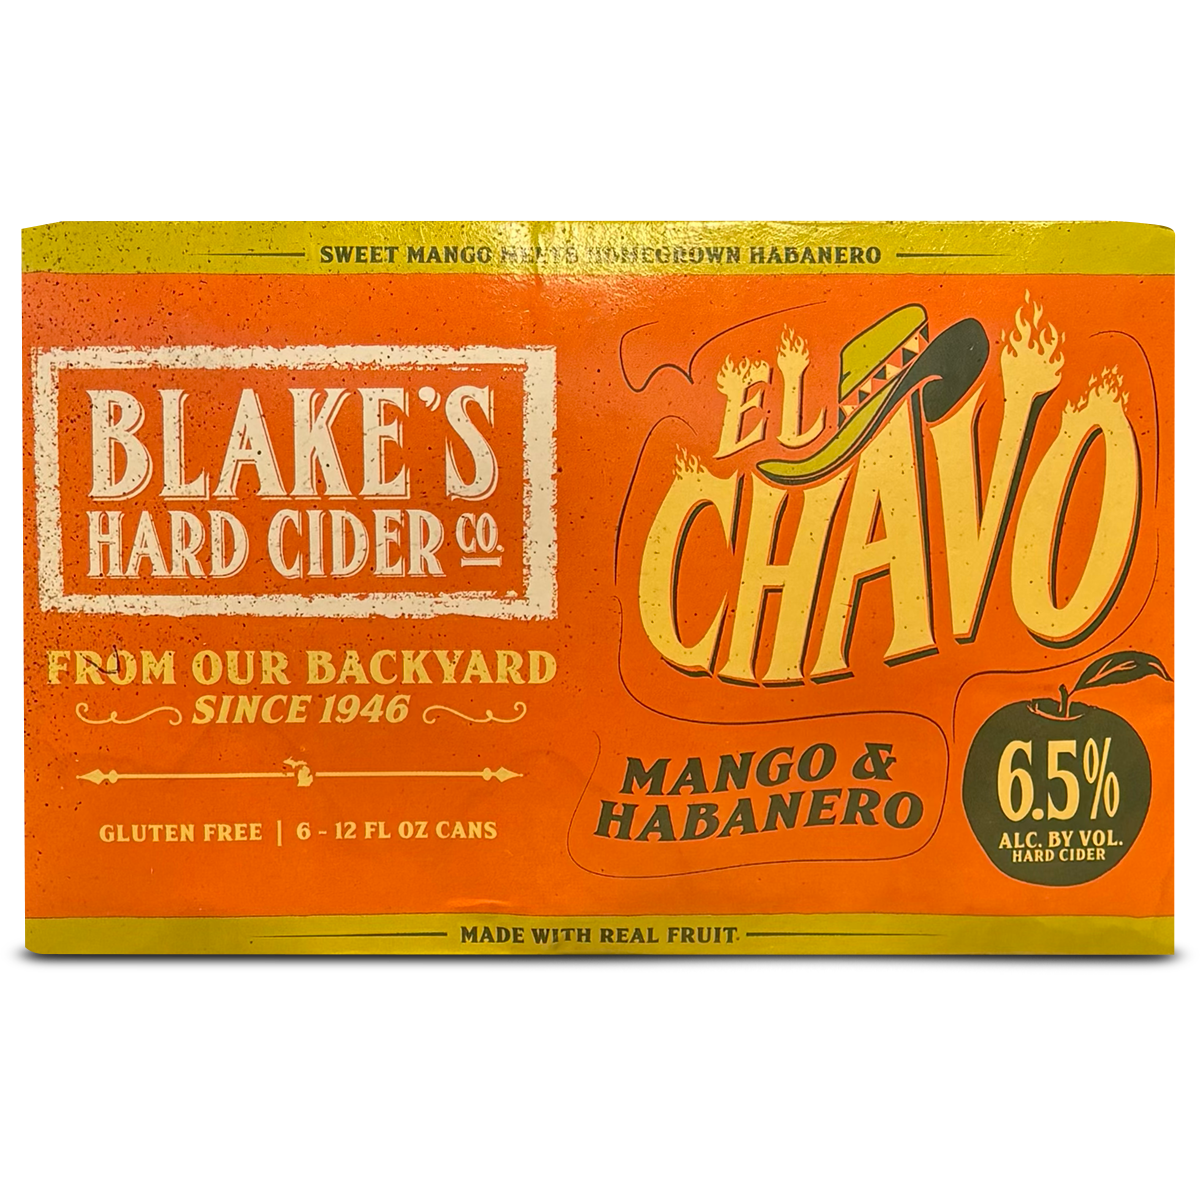 SWEET MANGO MEETS HOMEGROWN HABANERO
BLAKE'S
HARD CIDER CO.
FROM OUR BACKYARD
SINCE 1946
GLUTEN FREE | 6 - 12 FL OZ CANS
EL
CHAVO
MANGO &
HABANERO
6.5%
ALC. BY VOL.
HARD CIDER
MADE WITH REAL FRUIT